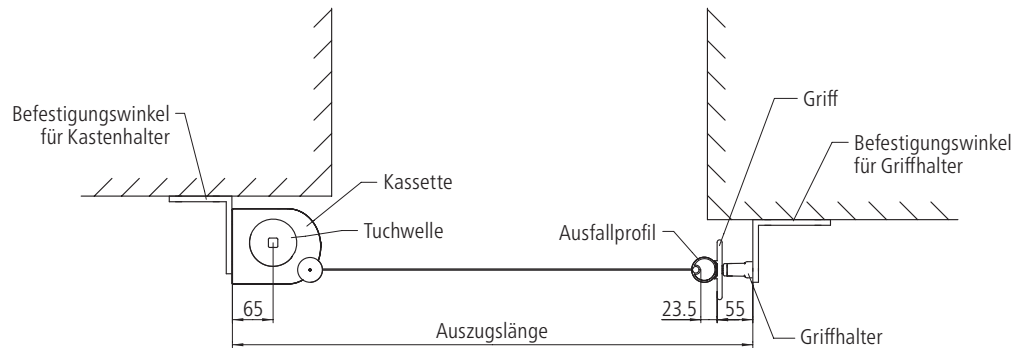 Befestigungswinkel
für Kastenhalter
Kassette
Tuchwelle
Griff
Befestigungswinkel
für Griffhalter
Ausfallprofil
65
23.5
55
Auszugslänge
Griffhalter